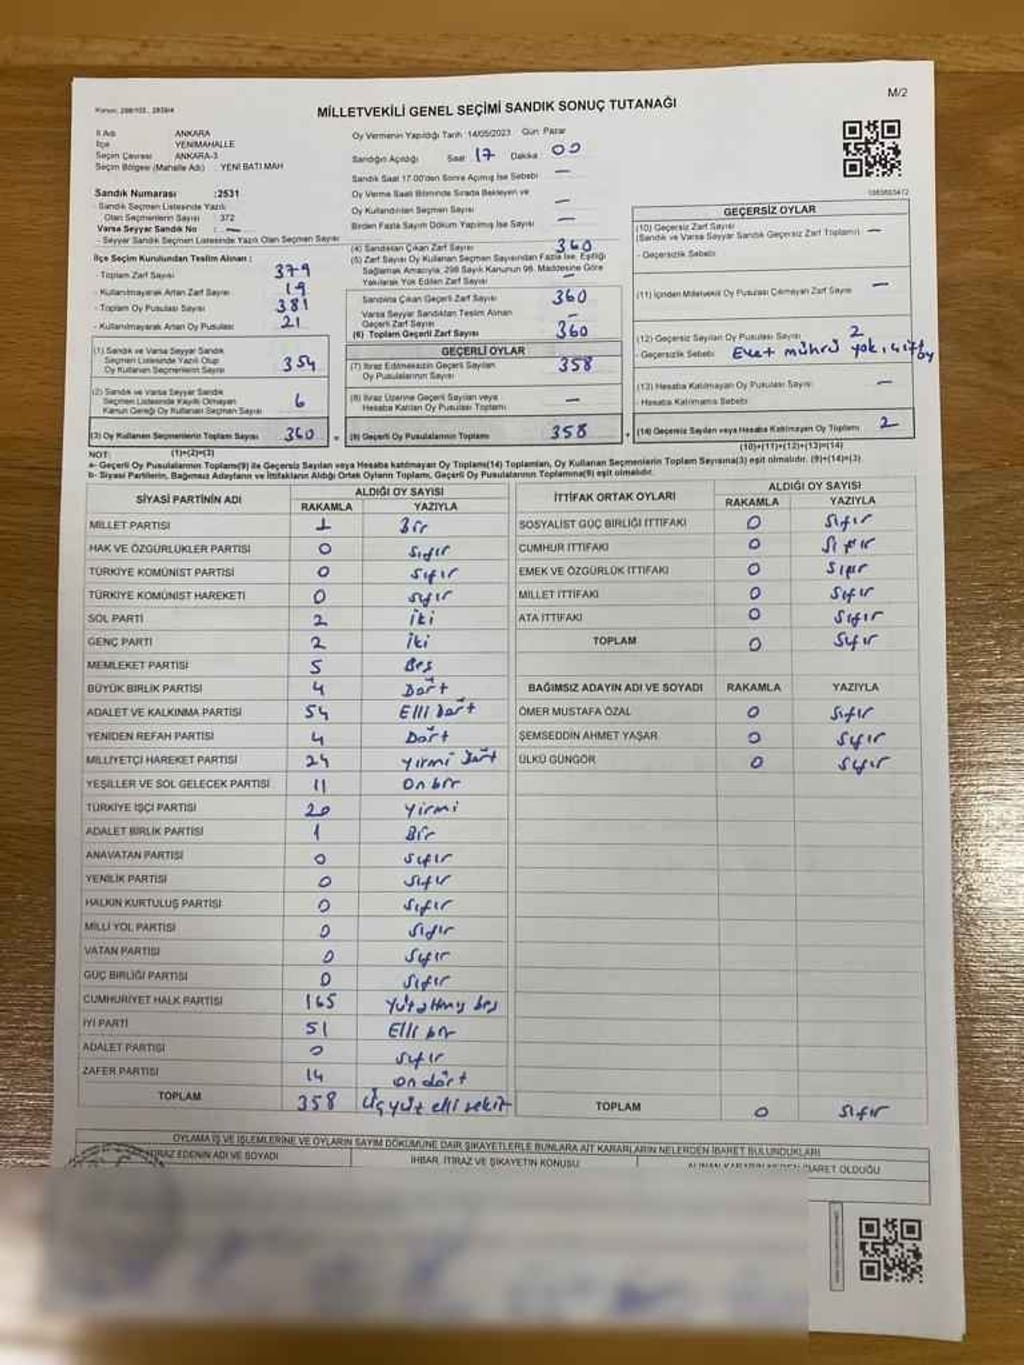 Kanun: 298/105., 2839/4
M/2
MİLLETVEKİLİ GENEL SEÇİMİ SANDIK SONUÇ TUTANAĞI
İl Adı ANKARA
İlçe YENİMAHALLE
Seçim Çevresi ANKARA-3
Seçim Bölgesi (Mahalle Adı) : YENİ BATI MAH
Sandık Numarası :2531
- Sandık Seçmen Listesinde Yazılı
Olan Seçmenlerin Sayısı : 372
Varsa Seyyar Sandık No : —
- Seyyar Sandık Seçmen Listesinde Yazılı Olan Seçmen Sayısı
İlçe Seçim Kurulundan Teslim Alınan :
- Toplam Zarf Sayısı 379
- Kullanılmayarak Artan Zarf Sayısı 19
- Toplam Oy Pusulası Sayısı 381
- Kullanılmayarak Artan Oy Pusulası 21
(1) Sandık ve Varsa Seyyar Sandık
Seçmen Listesinde Yazılı Olup
Oy Kullanan Seçmen Sayısı 354
(2) Sandık ve Varsa Seyyar Sandık
Seçmen Listesinde Kayıtlı Olmayan
Kanun Gereği Oy Kullanan Seçmen Sayısı 6
(3) Oy Kullanan Seçmenlerin Toplam Sayısı 360 =
Oy Vermenin Yapıldığı Tarih :14/05/2023 Gün: Pazar
Sandığın Açıldığı Saat 17 Dakika 00
Sandık Saat 17:00'den Sonra Açılmış İse Sebebi —
Oy Verme Saati Bitiminde Sırada Bekleyen ve
Oy Kullandırılan Seçmen Sayısı —
Birden Fazla Sayım Döküm Yapılmış İse Sayısı —
(4) Sandıktan Çıkan Zarf Sayısı 360
(5) Zarf Sayısı Oy Kullanan Seçmen Sayısından Fazla İse, Eşitliği
Sağlamak Amacıyla, 298 Sayılı Kanunun 98. Maddesine Göre
Yakılarak Yok Edilen Zarf Sayısı —
Sandıkta Çıkan Geçerli Zarf Sayısı 360
Varsa Seyyar Sandıktan Teslim Alınan
Geçerli Zarf Sayısı —
(6) Toplam Geçerli Zarf Sayısı 360
GEÇERLİ OYLAR
(7) İtiraz Edilmeksizin Geçerli Sayılan
Oy Pusulalarının Sayısı 358
(8) İtiraz Üzerine Geçerli Sayılan veya
Hesaba Katılan Oy Pusulası Toplamı —
(9) Geçerli Oy Pusulalarının Toplamı 358 +
GEÇERSİZ OYLAR
(10) Geçersiz Zarf Sayısı
(Sandık ve Varsa Seyyar Sandık Geçersiz Zarf Toplamı) —
- Geçersizlik Sebebi:
(11) İçinden Milletvekili Oy Pusulası Çıkmayan Zarf Sayısı —
(12) Geçersiz Sayılan Oy Pusulası Sayısı 2
- Geçersizlik Sebebi: Evet mührü yok, çift oy
(13) Hesaba Katılmayan Oy Pusulası Sayısı —
- Hesaba Katılmama Sebebi:
(14) Geçersiz Sayılan veya Hesaba Katılmayan Oy Toplamı 2
NOT: (1)+(2)=(3) (10)+(11)+(12)+(13)=(14)
a- Geçerli Oy Pusulalarının Toplamı(9) ile Geçersiz Sayılan veya Hesaba katılmayan Oy Toplamı(14) Toplamları, Oy Kullanan Seçmenlerin Toplam Sayısına(3) eşit olmalıdır. (9)+(14)=(3).
b- Siyasi Partilerin, Bağımsız Adayların ve İttifakların Aldığı Ortak Oyların Toplamı, Geçerli Oy Pusulalarının Toplamına(9) eşit olmalıdır.
SİYASİ PARTİNİN ADI ALDIĞI OY SAYISI
RAKAMLA YAZIYLA
MİLLET PARTİSİ 1 Bir
HAK VE ÖZGÜRLÜKLER PARTİSİ 0 Sıfır
TÜRKİYE KOMÜNİST PARTİSİ 0 Sıfır
TÜRKİYE KOMÜNİST HAREKETİ 0 Sıfır
SOL PARTİ 2 İki
GENÇ PARTİ 2 İki
MEMLEKET PARTİSİ 5 Beş
BÜYÜK BİRLİK PARTİSİ 4 Dört
ADALET VE KALKINMA PARTİSİ 54 Elli dört
YENİDEN REFAH PARTİSİ 4 Dört
MİLLİYETÇİ HAREKET PARTİSİ 24 Yirmi dört
YEŞİLLER VE SOL GELECEK PARTİSİ 11 On bir
TÜRKİYE İŞÇİ PARTİSİ 20 Yirmi
ADALET BİRLİK PARTİSİ 1 Bir
ANAVATAN PARTİSİ 0 Sıfır
YENİLİK PARTİSİ 0 Sıfır
HALKIN KURTULUŞ PARTİSİ 0 Sıfır
MİLLİ YOL PARTİSİ 0 Sıfır
VATAN PARTİSİ 0 Sıfır
GÜÇ BİRLİĞİ PARTİSİ 0 Sıfır
CUMHURİYET HALK PARTİSİ 165 Yüz altmış beş
İYİ PARTİ 51 Elli bir
ADALET PARTİSİ 0 Sıfır
ZAFER PARTİSİ 14 On dört
TOPLAM 358 Üçyüz elli sekiz
İTTİFAK ORTAK OYLARI ALDIĞI OY SAYISI
RAKAMLA YAZIYLA
SOSYALİST GÜÇ BİRLİĞİ İTTİFAKI 0 Sıfır
CUMHUR İTTİFAKI 0 Sıfır
EMEK VE ÖZGÜRLÜK İTTİFAKI 0 Sıfır
MİLLET İTTİFAKI 0 Sıfır
ATA İTTİFAKI 0 Sıfır
TOPLAM 0 Sıfır
BAĞIMSIZ ADAYIN ADI VE SOYADI RAKAMLA YAZIYLA
ÖMER MUSTAFA ÖZAL 0 Sıfır
ŞEMSEDDİN AHMET YAŞAR 0 Sıfır
ÜLKÜ GÜNGÖR 0 Sıfır
TOPLAM 0 Sıfır
OYLAMA İŞ VE İŞLEMLERİNE VE OYLARIN SAYIM DÖKÜMÜNE DAİR ŞİKAYETLERLE BUNLARA AİT KARARLARIN NELERDEN İBARET BULUNDUKLARI
İTİRAZ EDENİN ADI VE SOYADI İHBAR, İTİRAZ VE ŞİKAYETİN KONUSU ALINAN KARARIN NEDEN İBARET OLDUĞU